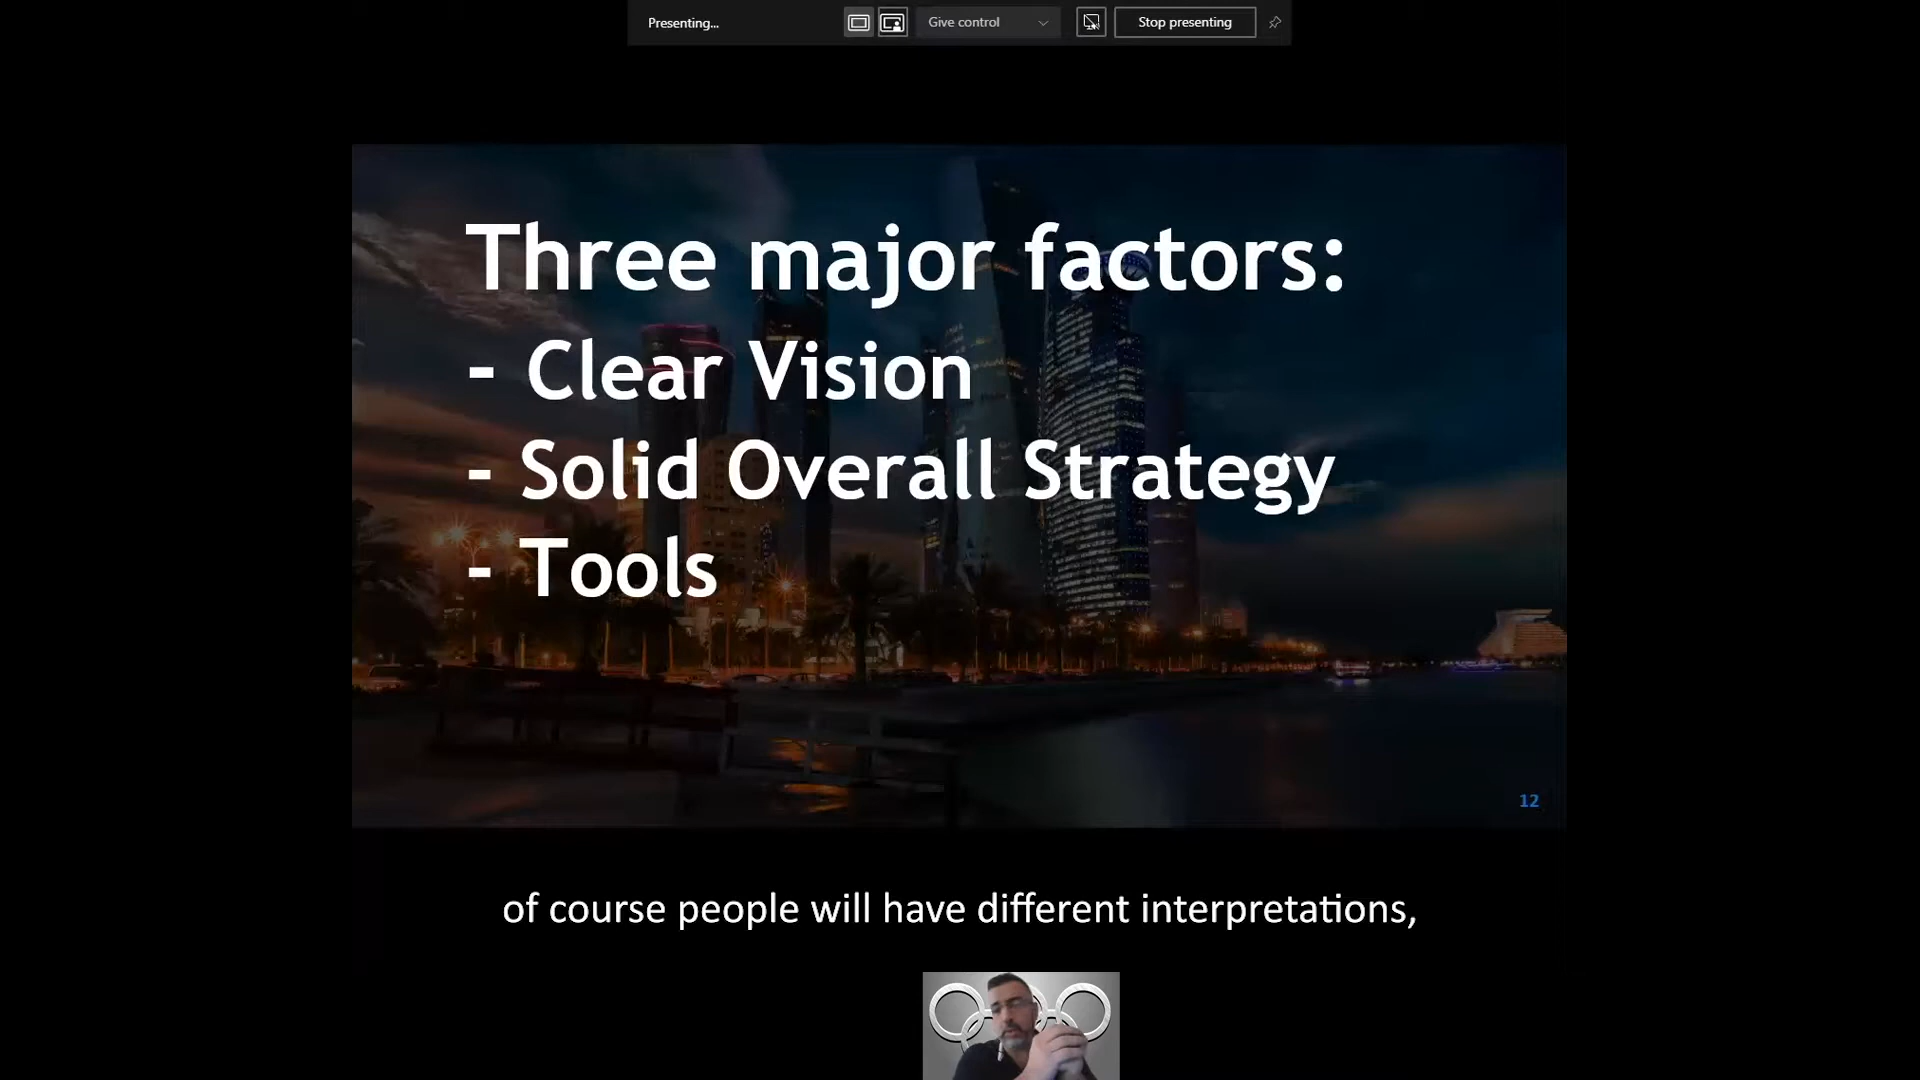 Presenting...
Give control
Stop presenting
Three major factors:
- Clear Vision
- Solid Overall Strategy
- Tools
12
of course people will have different interpretations,